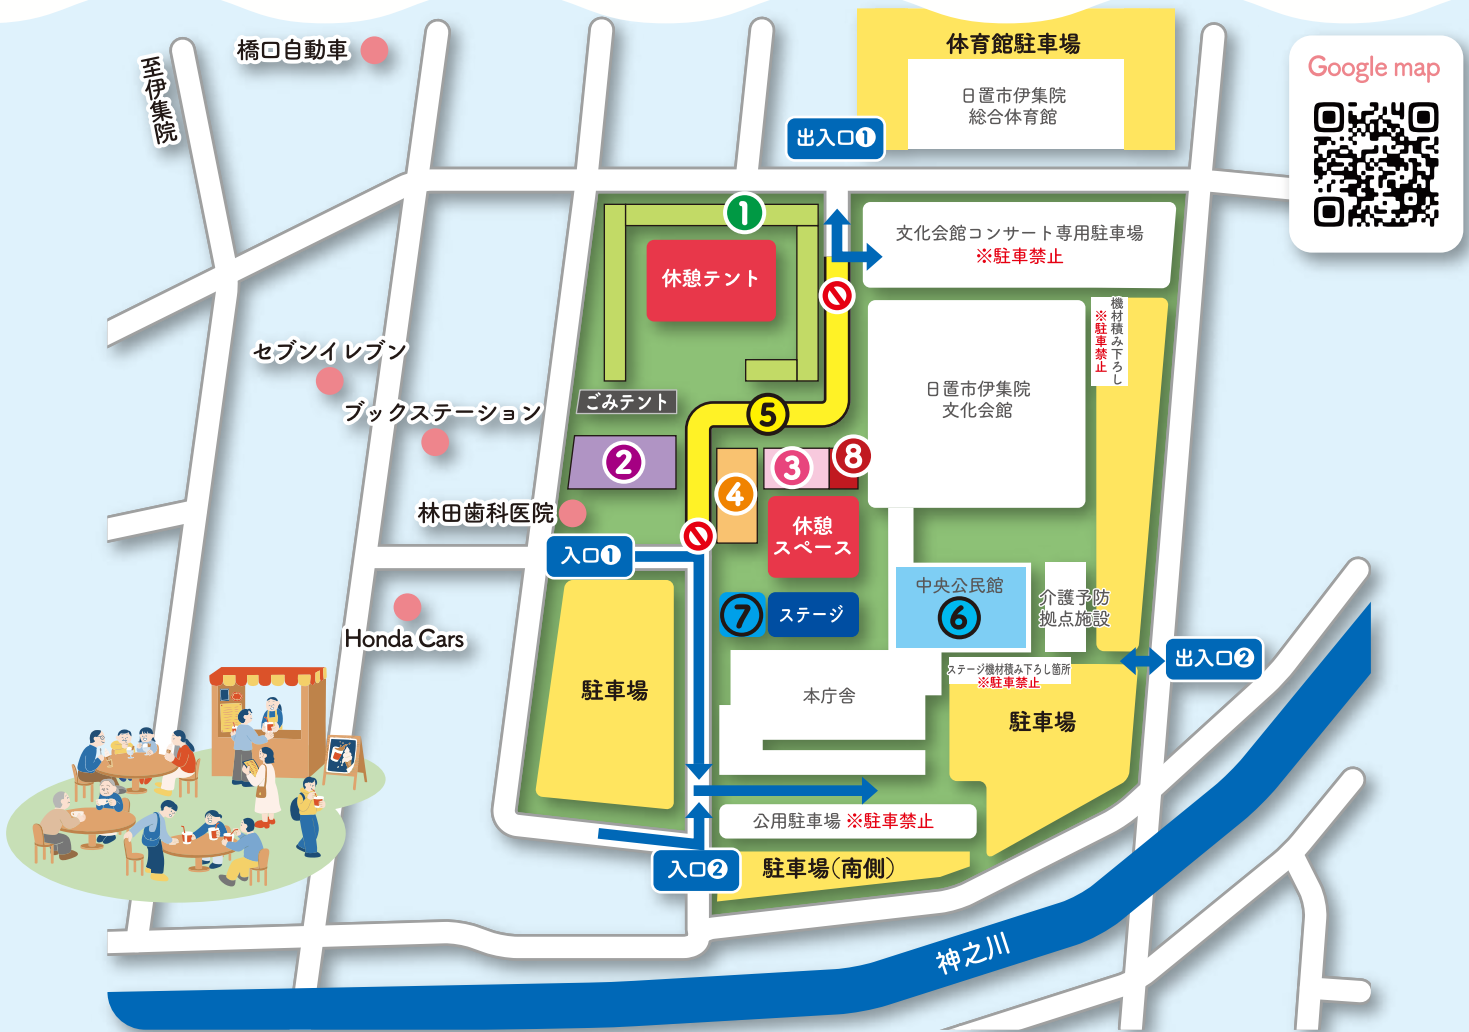 橋口自動車
至伊集院
体育館駐車場
日置市伊集院
総合体育館
Google map
出入口❶
1
休憩テント
文化会館コンサート専用駐車場
※駐車禁止
機材積み下ろし
※駐車禁止
セブンイレブン
ブックステーション
ごみテント
5
日置市伊集院
文化会館
2
3
8
4
林田歯科医院
休憩
スペース
入口❶
中央公民館
6
介護予防
拠点施設
7
ステージ
Honda Cars
出入口❷
ステージ機材積み下ろし箇所
※駐車禁止
駐車場
本庁舎
駐車場
公用駐車場 ※駐車禁止
入口❷
駐車場(南側)
神之川